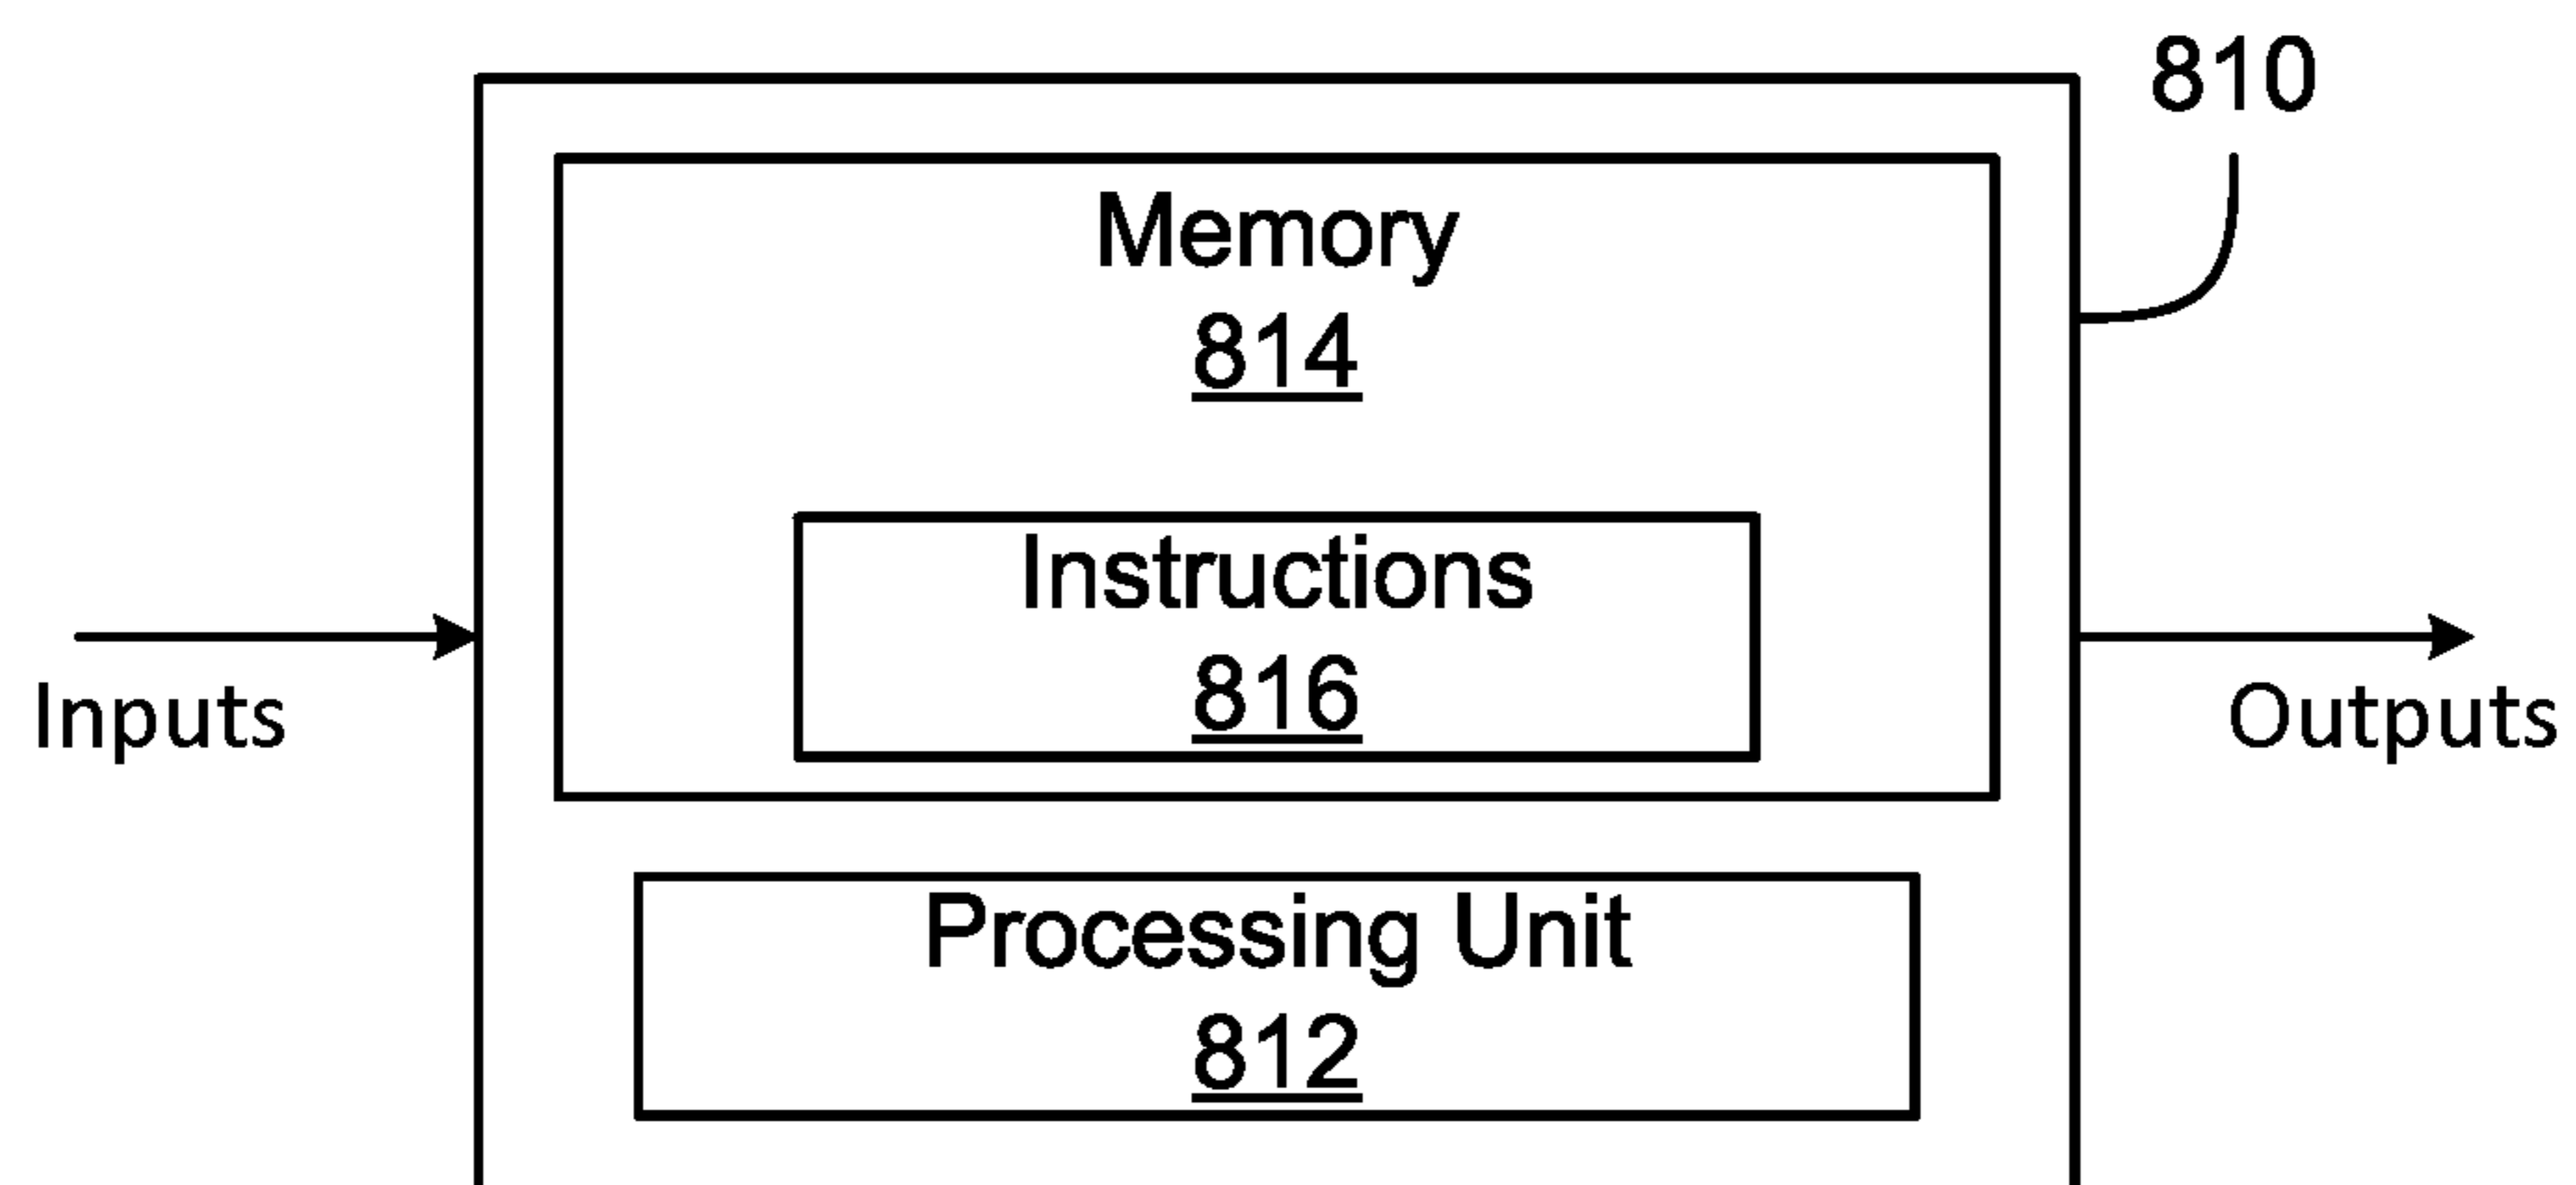 810
Memory
814
Instructions
816
Inputs
Outputs
Processing Unit
812